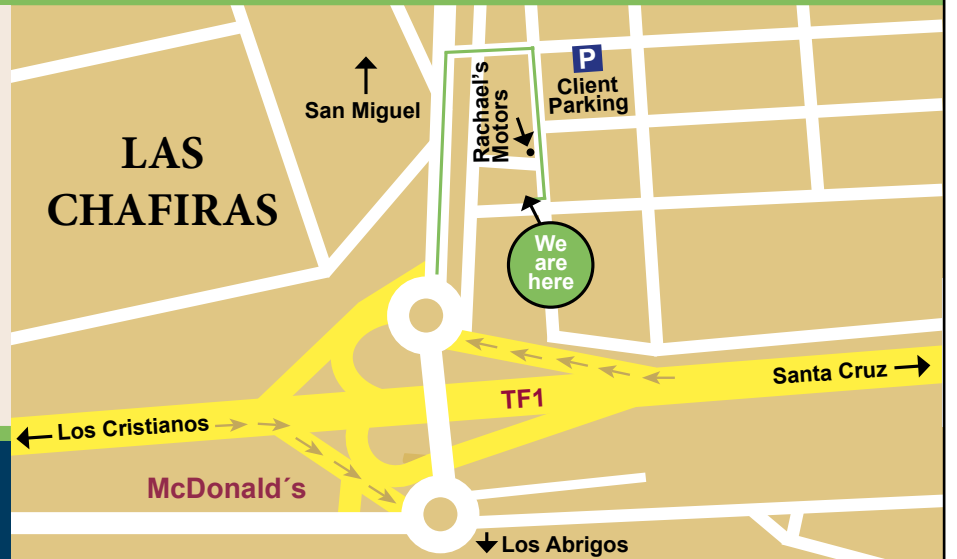 P
Client
Parking
San Miguel
Rachael's
Motors
LAS
CHAFIRAS
We
are
here
Santa Cruz
TF1
Los Cristianos
McDonald´s
Los Abrigos